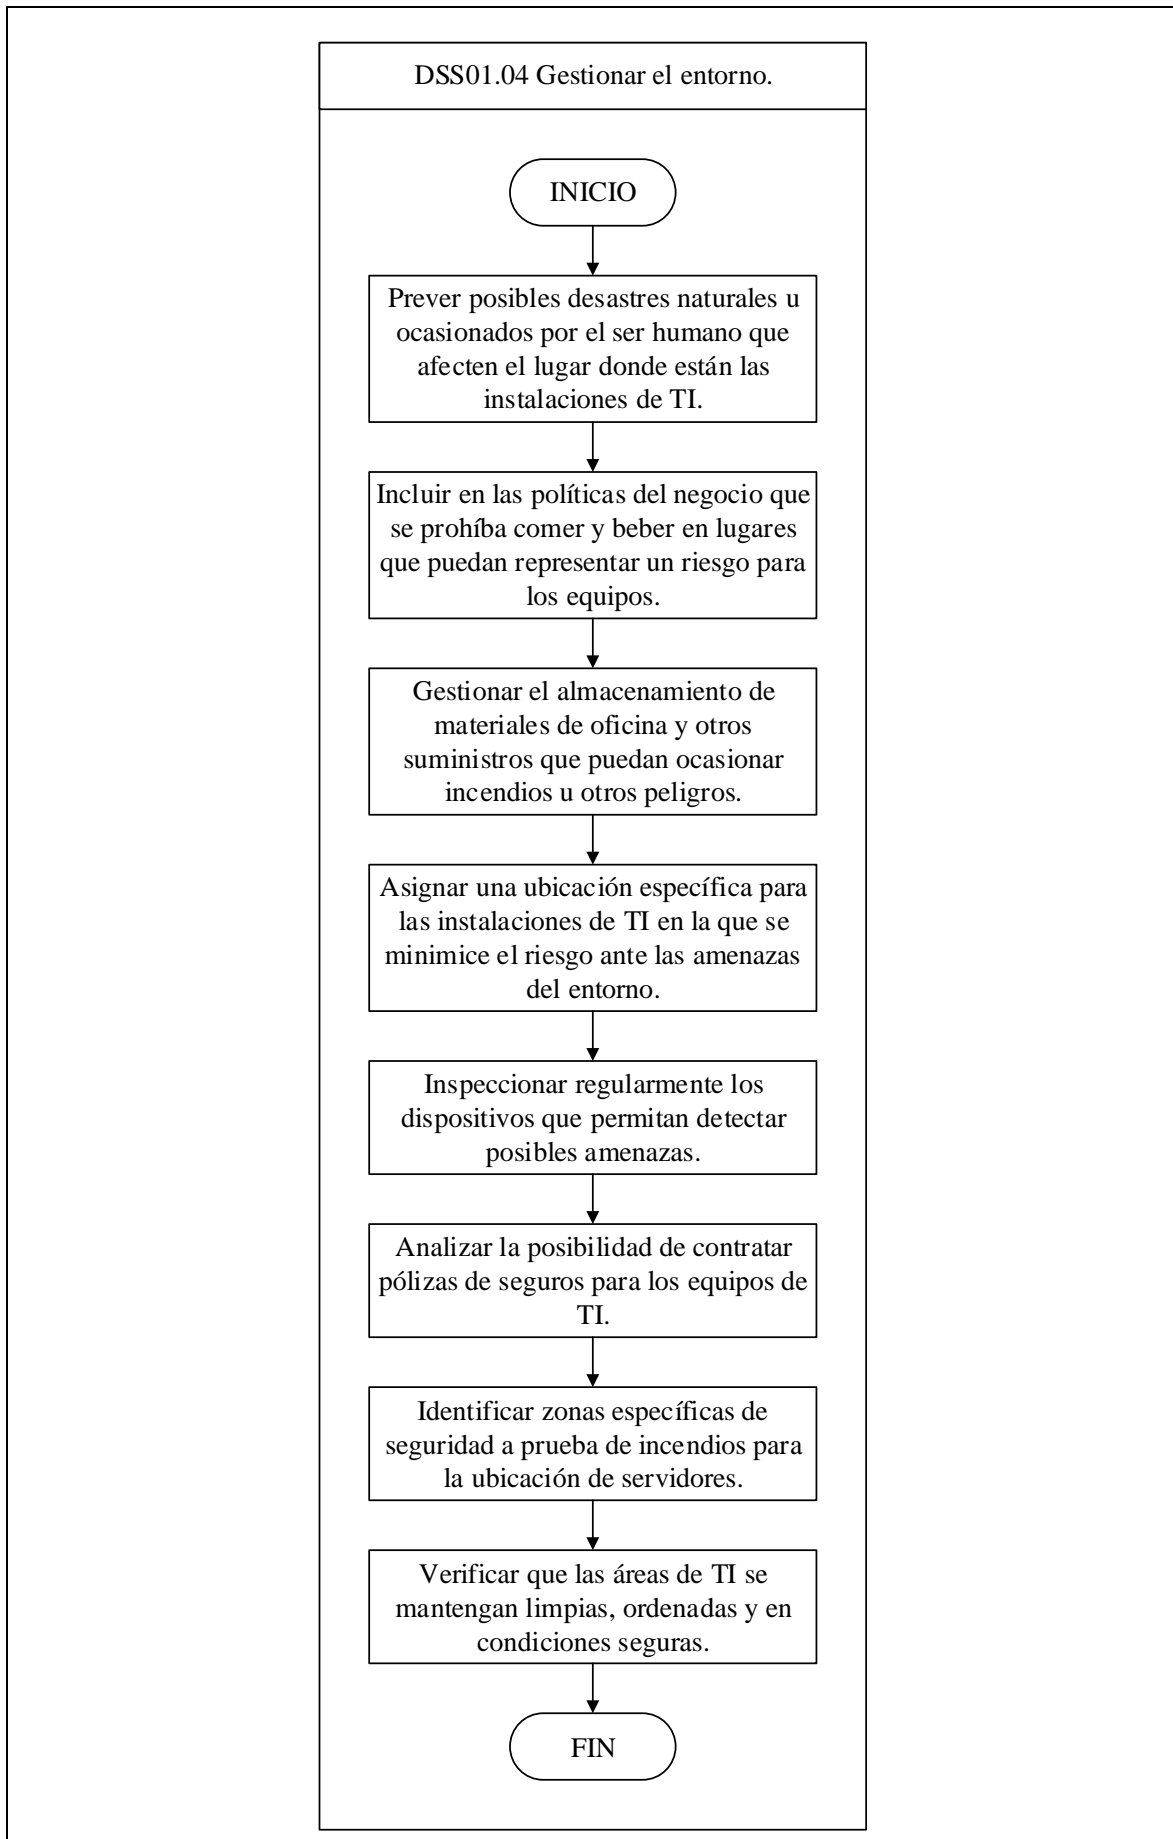 DSS01.04 Gestionar el entorno.
INICIO
Prever posibles desastres naturales u
ocasionados por el ser humano que
afecten el lugar donde están las
instalaciones de TI.
Incluir en las políticas del negocio que
se prohíba comer y beber en lugares
que puedan representar un riesgo para
los equipos.
Gestionar el almacenamiento de
materiales de oficina y otros
suministros que puedan ocasionar
incendios u otros peligros.
Asignar una ubicación específica para
las instalaciones de TI en la que se
minimice el riesgo ante las amenazas
del entorno.
Inspeccionar regularmente los
dispositivos que permitan detectar
posibles amenazas.
Analizar la posibilidad de contratar
pólizas de seguros para los equipos de
TI.
Identificar zonas específicas de
seguridad a prueba de incendios para
la ubicación de servidores.
Verificar que las áreas de TI se
mantengan limpias, ordenadas y en
condiciones seguras.
FIN